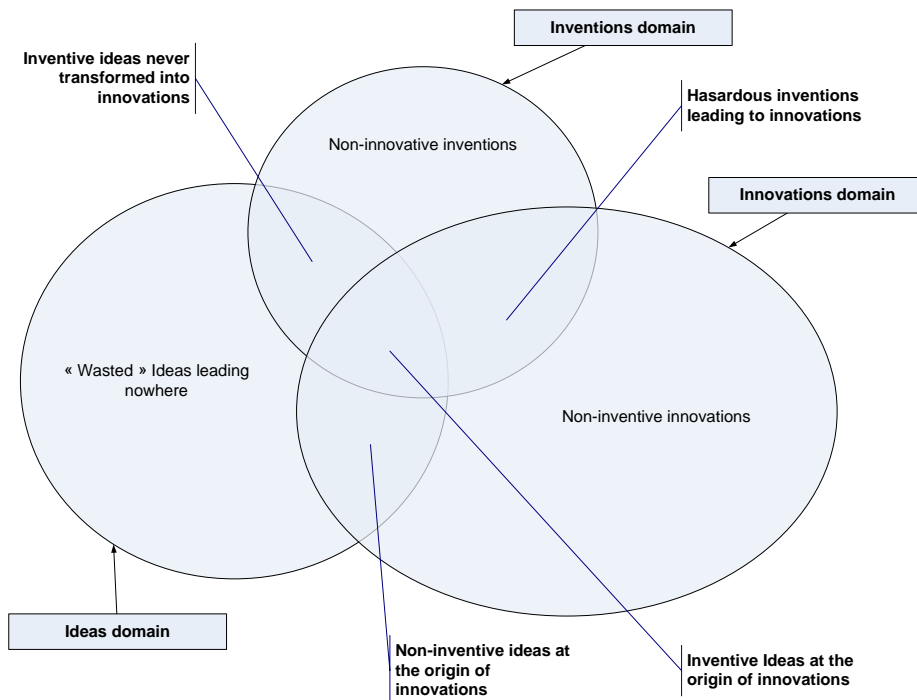 Inventions domain
Inventive ideas never
transformed into
innovations
Hasardous inventions
leading to innovations
Non-innovative inventions
Innovations domain
« Wasted » Ideas leading
nowhere
Non-inventive innovations
Ideas domain
Non-inventive ideas at
the origin of
innovations
Inventive Ideas at the
origin of innovations